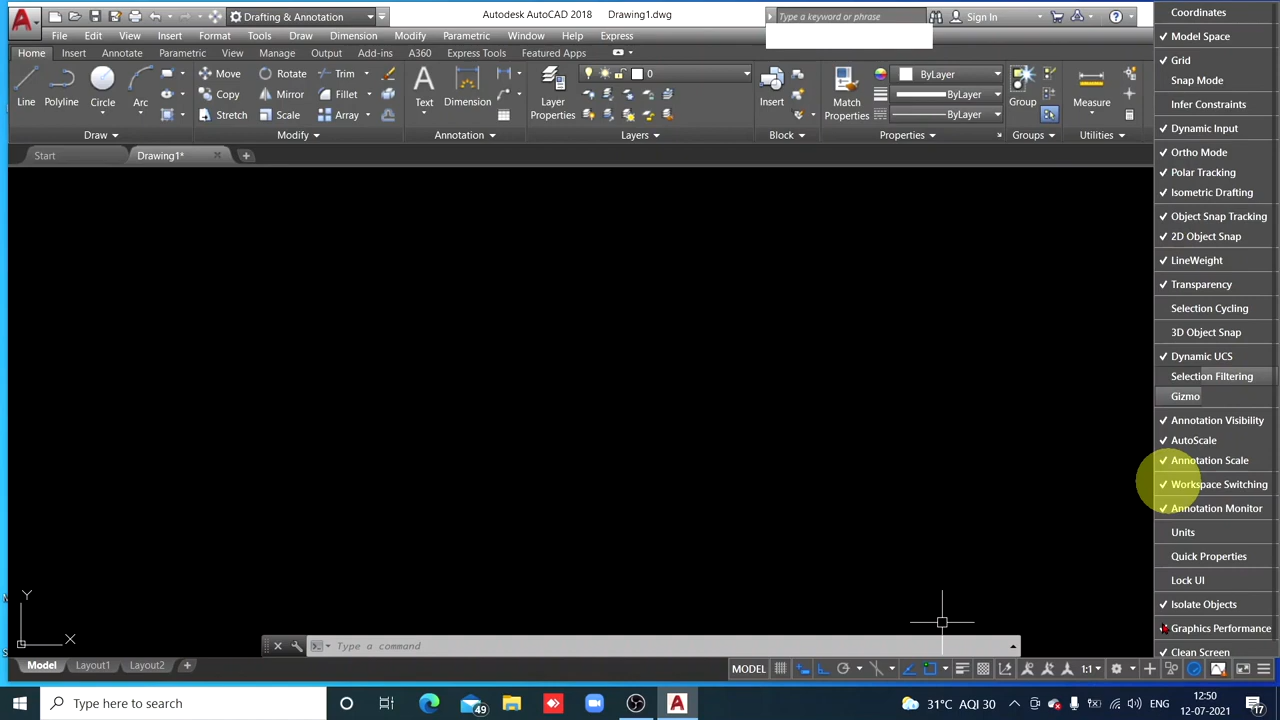 Drafting & Annotation
Autodesk AutoCAD 2018 Drawing1.dwg
Type a keyword or phrase
Sign In
File Edit View Insert Format Tools Draw Dimension Modify Parametric Window Help Express
Home Insert Annotate Parametric View Manage Output Add-ins A360 Express Tools Featured Apps
Line Polyline Circle Arc
Move Rotate Trim
Copy Mirror Fillet
Stretch Scale Array
Text Dimension
Layer Properties
0
Insert
Match Properties
ByLayer
ByLayer
ByLayer
Group
Measure
Draw Modify Annotation Layers Block Properties Groups Utilities
Start Drawing1*
Coordinates
Model Space
Grid
Snap Mode
Infer Constraints
Dynamic Input
Ortho Mode
Polar Tracking
Isometric Drafting
Object Snap Tracking
2D Object Snap
LineWeight
Transparency
Selection Cycling
3D Object Snap
Dynamic UCS
Selection Filtering
Gizmo
Annotation Visibility
AutoScale
Annotation Scale
Workspace Switching
Annotation Monitor
Units
Quick Properties
Lock UI
Isolate Objects
Graphics Performance
Clean Screen
Y
X
Type a command
Model Layout1 Layout2
MODEL
1:1
Type here to search
49
31°C AQI 30
ENG
12:50
12-07-2021
17